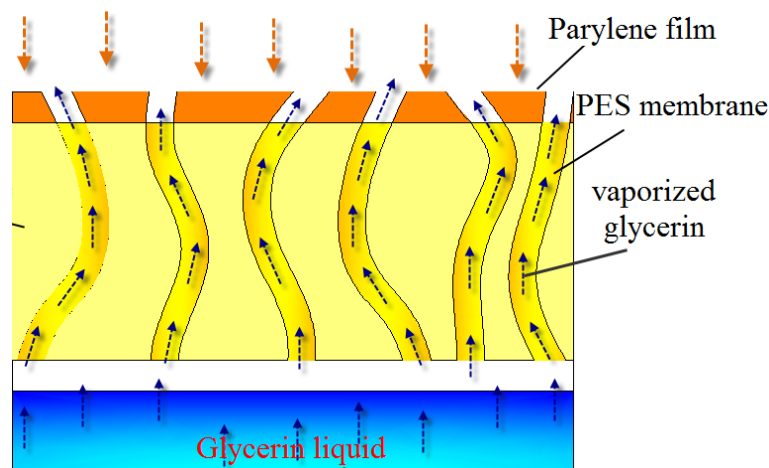 Parylene film
PES membrane
vaporized
glycerin
Glycerin liquid